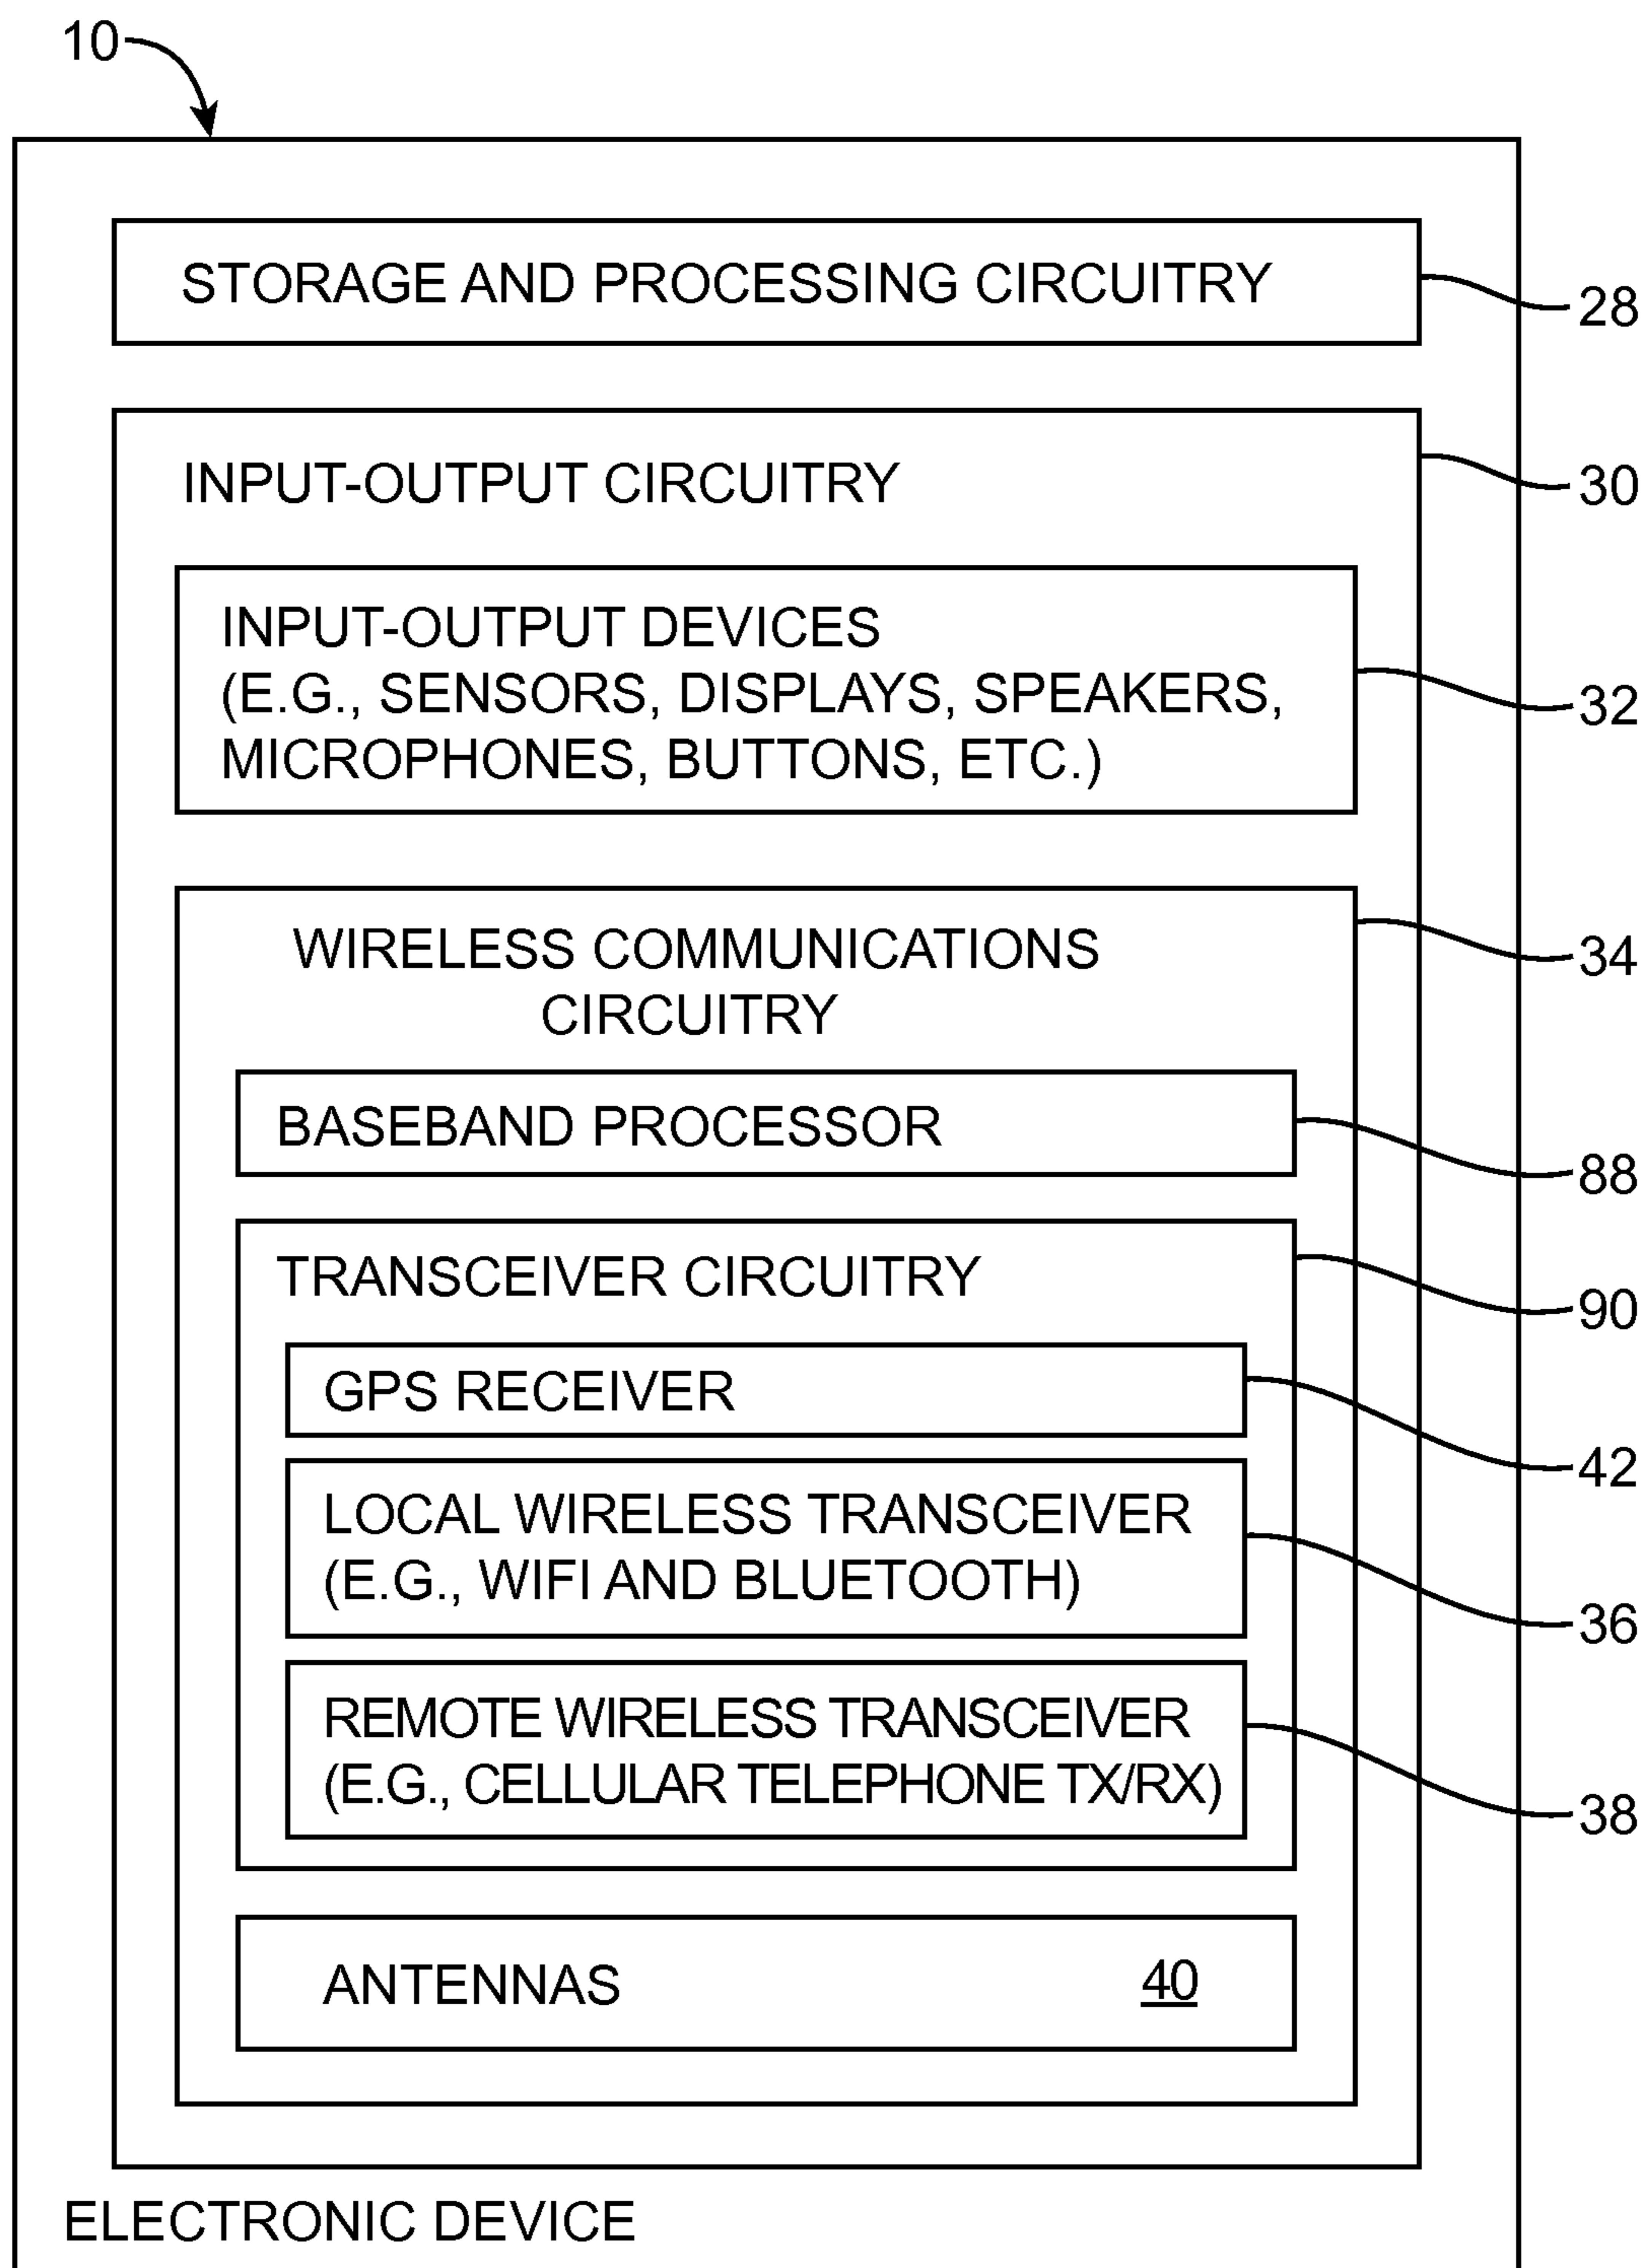 10
STORAGE AND PROCESSING CIRCUITRY
28
INPUT-OUTPUT CIRCUITRY
30
INPUT-OUTPUT DEVICES
(E.G., SENSORS, DISPLAYS, SPEAKERS,
MICROPHONES, BUTTONS, ETC.)
32
WIRELESS COMMUNICATIONS
CIRCUITRY
34
BASEBAND PROCESSOR
88
TRANSCEIVER CIRCUITRY
90
GPS RECEIVER
42
LOCAL WIRELESS TRANSCEIVER
(E.G., WIFI AND BLUETOOTH)
36
REMOTE WIRELESS TRANSCEIVER
(E.G., CELLULAR TELEPHONE TX/RX)
38
ANTENNAS 40
ELECTRONIC DEVICE